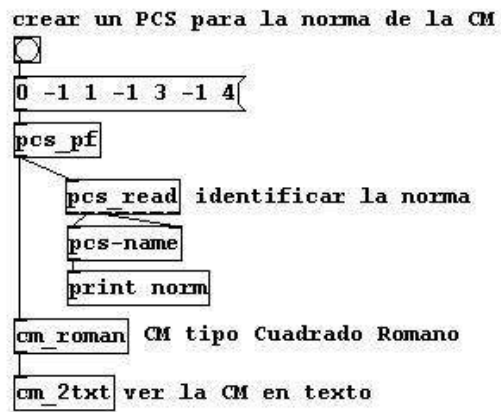 crear un PCS para la norma de la CM
0 -1 1 -1 3 -1 4
pcs_pf
pcs_read identificar la norma
pcs-name
print norm
cm_roman CM tipo Cuadrado Romano
cm_2txt ver la CM en texto